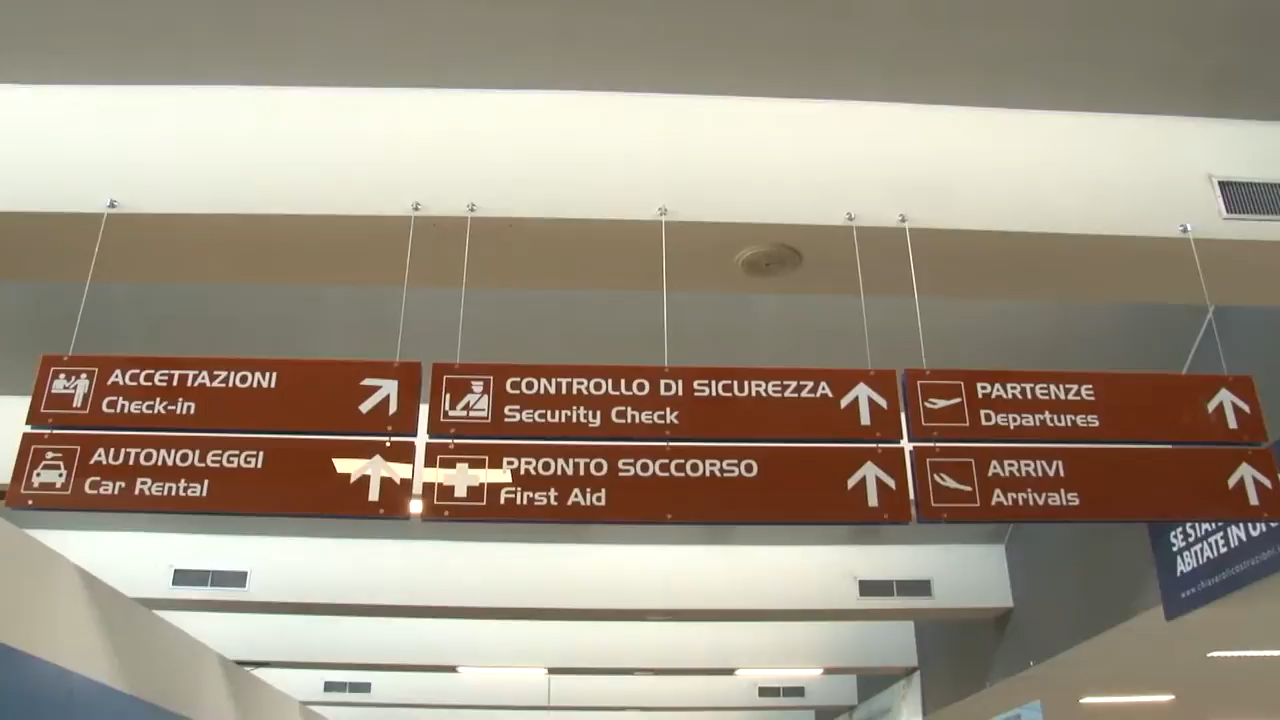 ACCETTAZIONI
Check-in
CONTROLLO DI SICUREZZA
Security Check
PARTENZE
Departures
AUTONOLEGGI
Car Rental
PRONTO SOCCORSO
First Aid
ARRIVI
Arrivals
SE
ABITATE IN